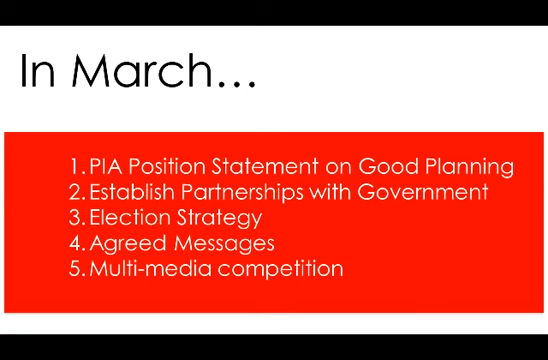 In March...
1. PIA Position Statement on Good Planning
2. Establish Partnerships with Government
3. Election Strategy
4. Agreed Messages
5. Multi-media competition